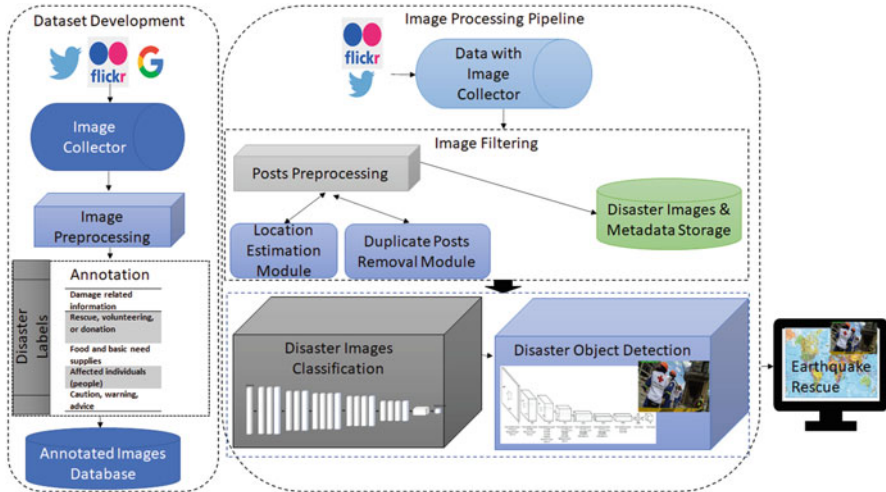 Dataset Development
flickr
G
Image
Collector
Image
Preprocessing
Disaster
Labels
Annotation
Damage related
information
Rescue, volunteering,
or donation
Food and basic need
supplies
Affected individuals
(people)
Caution, warning,
advice
Annotated Images
Database
Image Processing Pipeline
flickr
Data with
Image
Collector
Image Filtering
Posts Preprocessing
Location
Estimation
Module
Duplicate Posts
Removal Module
Disaster Images &
Metadata Storage
Disaster Images
Classification
Disaster Object Detection
Earthquake
Rescue